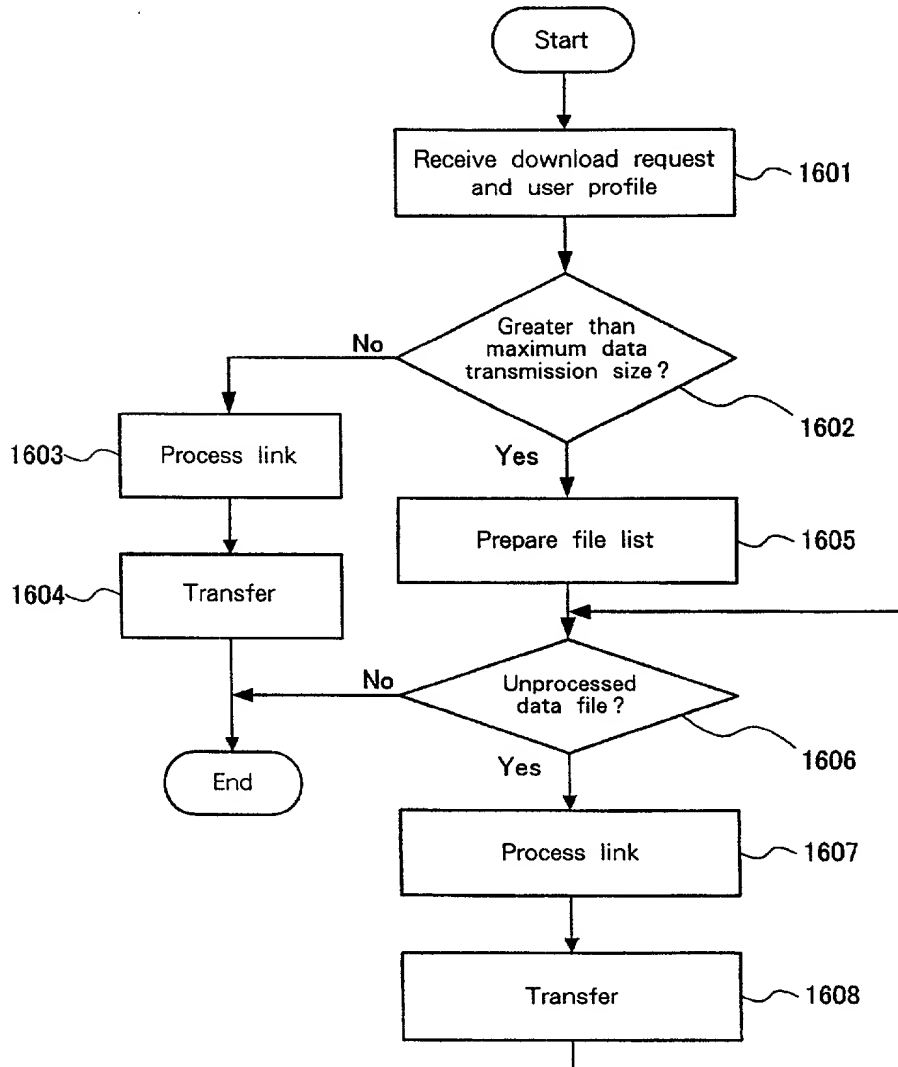 Start
Receive download request
and user profile
1601
Greater than
maximum data
transmission size?
No
1602
Yes
1603
Process link
Prepare file list
1605
1604
Transfer
No
Unprocessed
data file?
1606
Yes
End
Process link
1607
Transfer
1608